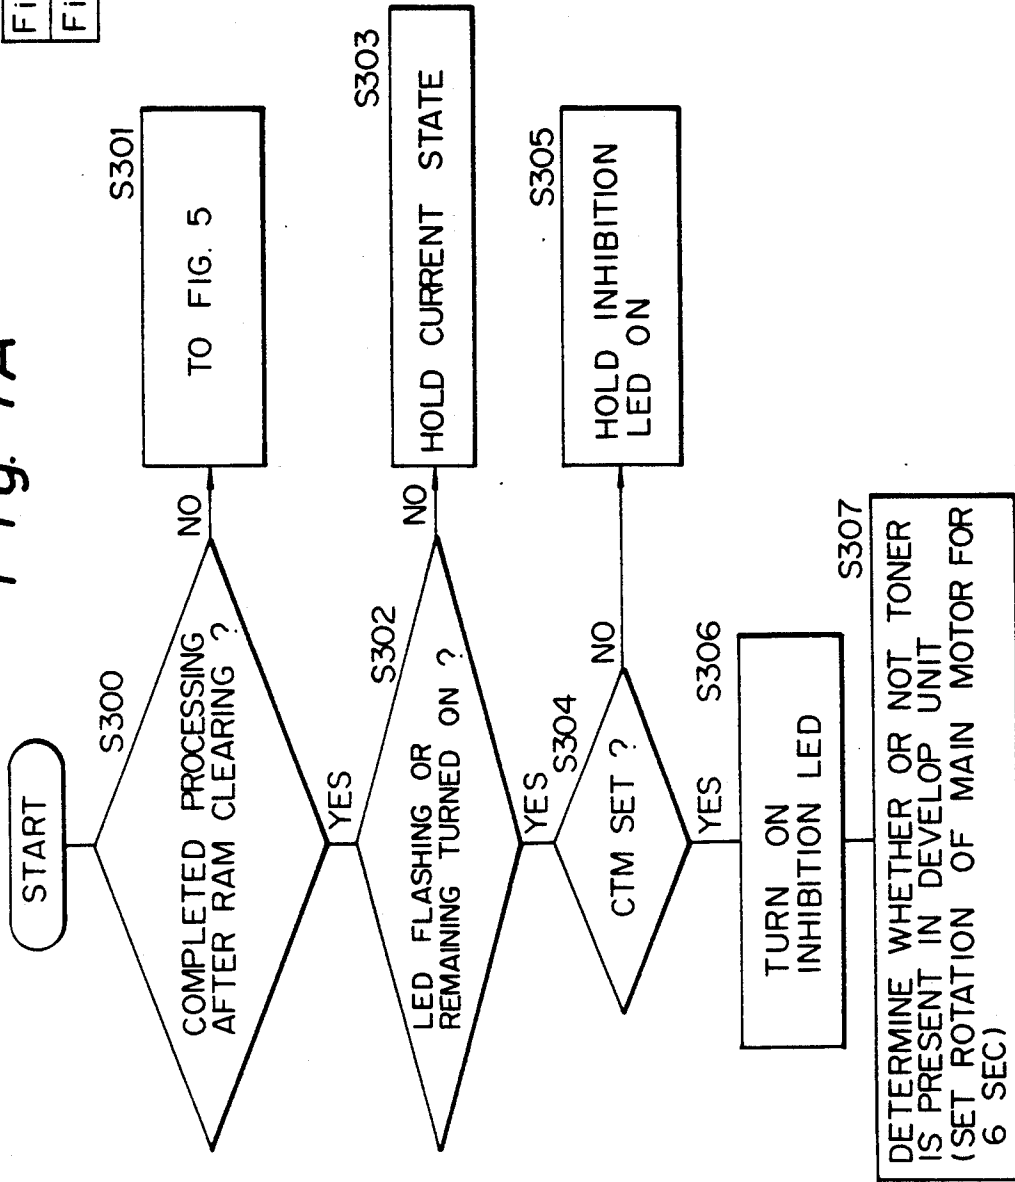 Fig. 7A
Fi
Fi
START
S300
COMPLETED PROCESSING
AFTER RAM CLEARING ?
NO
S301
TO FIG. 5
YES
S302
LED FLASHING OR
REMAINING TURNED ON ?
NO
S303
HOLD CURRENT STATE
YES
S304
CTM SET ?
NO
S305
HOLD INHIBITION
LED ON
YES
S306
TURN ON
INHIBITION LED
S307
DETERMINE WHETHER OR NOT TONER
IS PRESENT IN DEVELOP UNIT
(SET ROTATION OF MAIN MOTOR FOR
6 SEC)